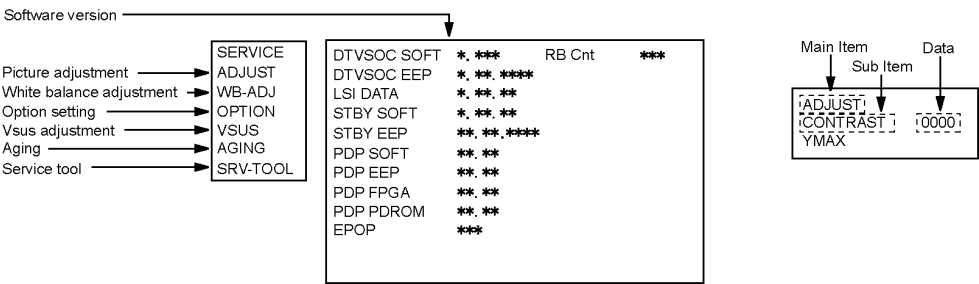 Software version
Picture adjustment
White balance adjustment
Option setting
Vsus adjustment
Aging
Service tool
SERVICE
ADJUST
WB-ADJ
OPTION
VSUS
AGING
SRV-TOOL
DTVSOC SOFT *. *** RB Cnt ***
DTVSOC EEP *. **. ****
LSI DATA *. **. **
STBY SOFT *. **. **
STBY EEP **. **. ****
PDP SOFT **. **
PDP EEP **. **
PDP FPGA **. **
PDP PDROM **. **
EPOP ***
Main Item
Sub Item
Data
ADJUST
CONTRAST 0000
YMAX